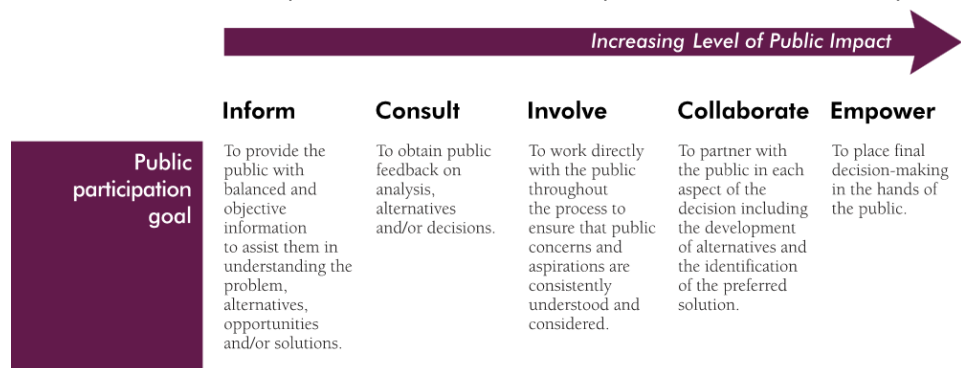 Increasing Level of Public Impact
Inform
Consult
Involve
Collaborate
Empower
Public
participation
goal
To provide the
public with
balanced and
objective
information
to assist them in
understanding the
problem,
alternatives,
opportunities
and/or solutions.
To obtain public
feedback on
analysis,
alternatives
and/or decisions.
To work directly
with the public
throughout
the process to
ensure that public
concerns and
aspirations are
consistently
understood and
considered.
To partner with
the public in each
aspect of the
decision including
the development
of alternatives and
the identification
of the preferred
solution.
To place final
decision-making
in the hands of
the public.